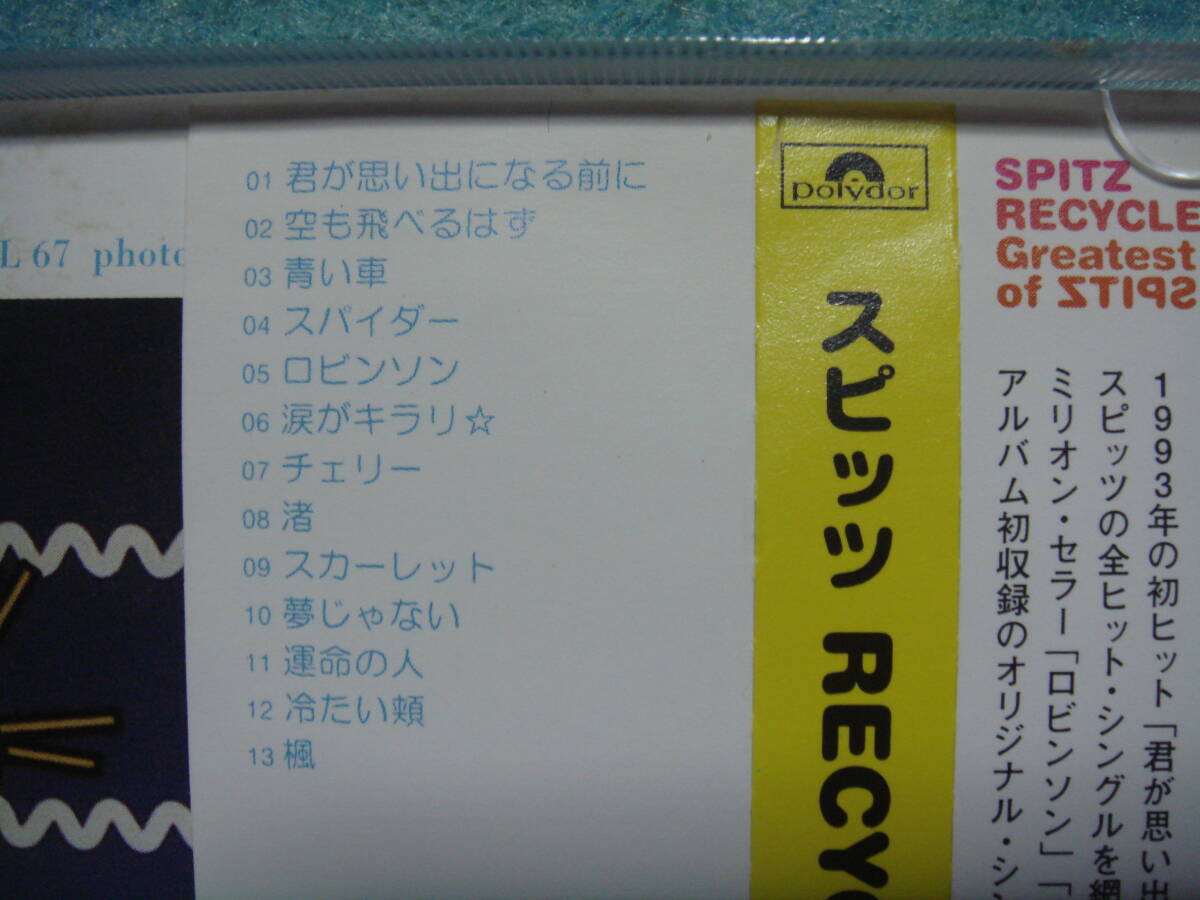 L 67 photo
01 君が思い出になる前に
02 空も飛べるはず
03 青い車
04 スパイダー
05 ロビンソン
06 涙がキラリ☆
07 チェリー
08 渚
09 スカーレット
10 夢じゃない
11 運命の人
12 冷たい頬
13 楓
polydor
スピッツ RECYC
SPITZ
RECYCLE
Greatest
of SPITZ
1993年の初ヒット「君が思い出
スピッツの全ヒット・シングルを網
ミリオン・セラー「ロビンソン」「
アルバム初収録のオリジナル・シン